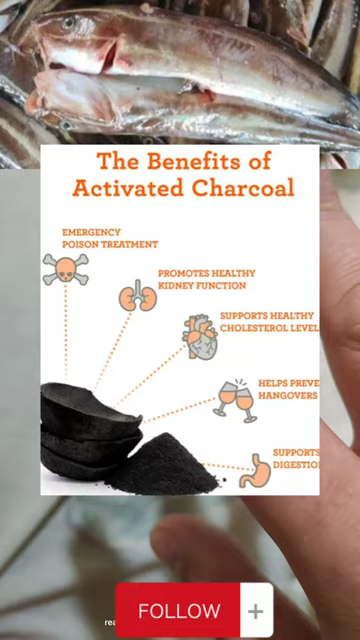 The Benefits of
Activated Charcoal
EMERGENCY
POISON TREATMENT
PROMOTES HEALTHY
KIDNEY FUNCTION
SUPPORTS HEALTHY
CHOLESTEROL LEVEL
HELPS PREVE
HANGOVERS
SUPPORTS
DIGESTIO
FOLLOW +
rea